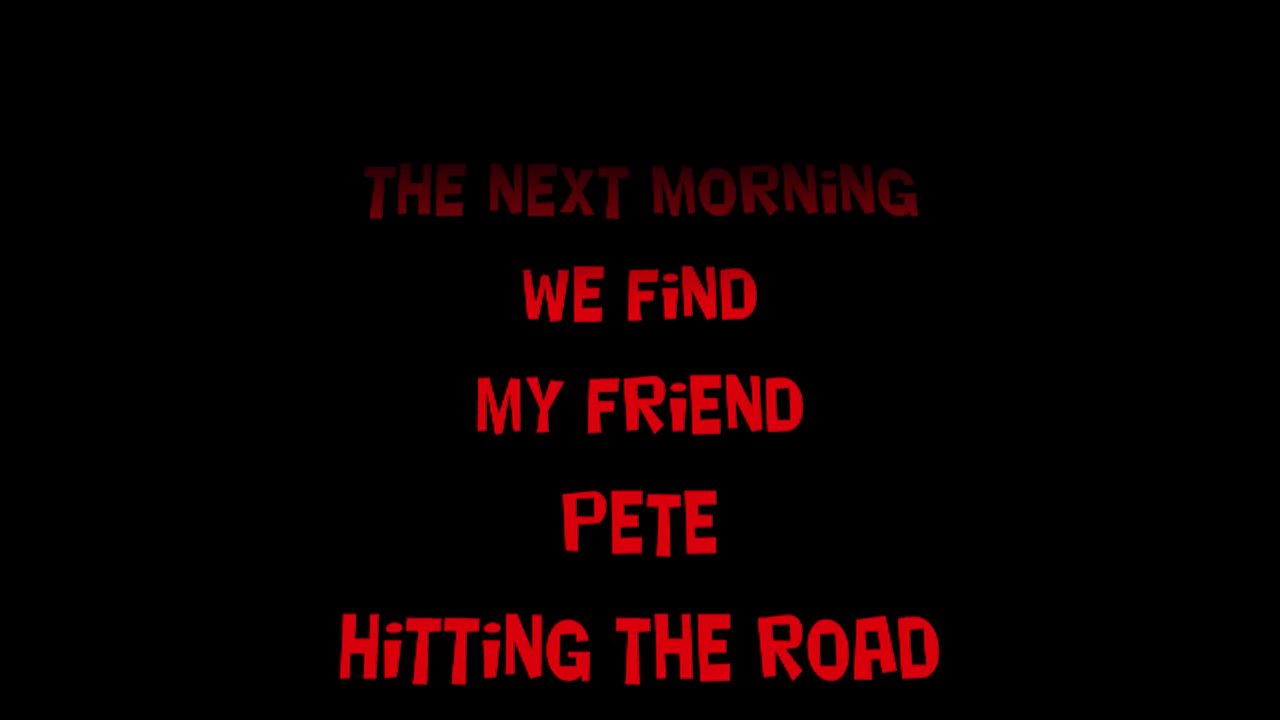 THE NEXT MORNiNG
WE FiND
MY FRiEND
PETE
HiTTiNG THE ROAD